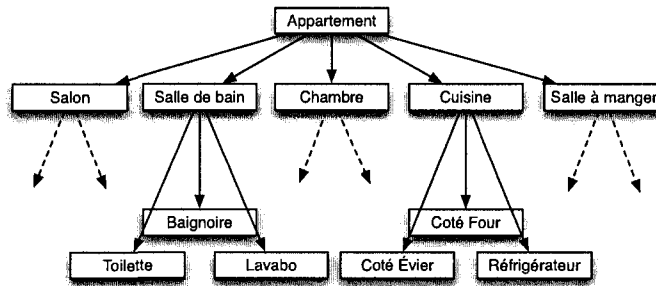 Appartement
Salon
Salle de bain
Chambre
Cuisine
Salle à manger
Baignoire
Coté Four
Toilette
Lavabo
Coté Évier
Réfrigérateur